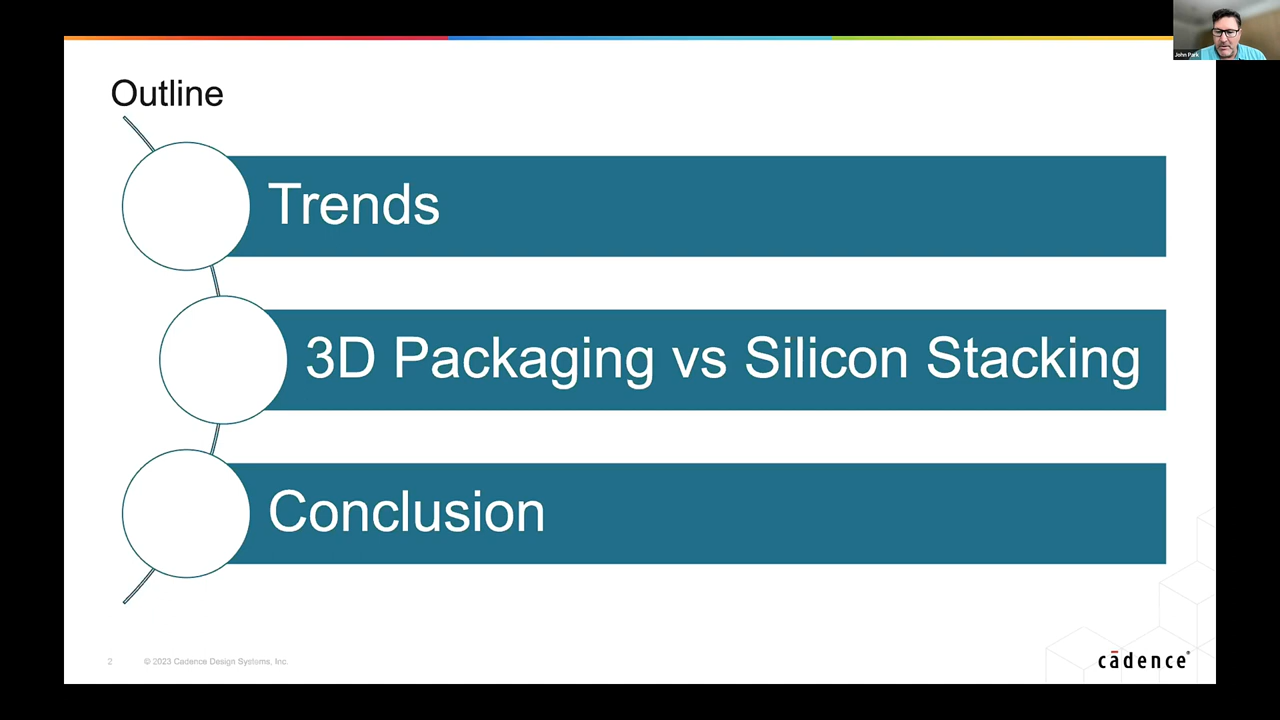 John Park
Outline
Trends
3D Packaging vs Silicon Stacking
Conclusion
2
© 2023 Cadence Design Systems, Inc.
cādence®